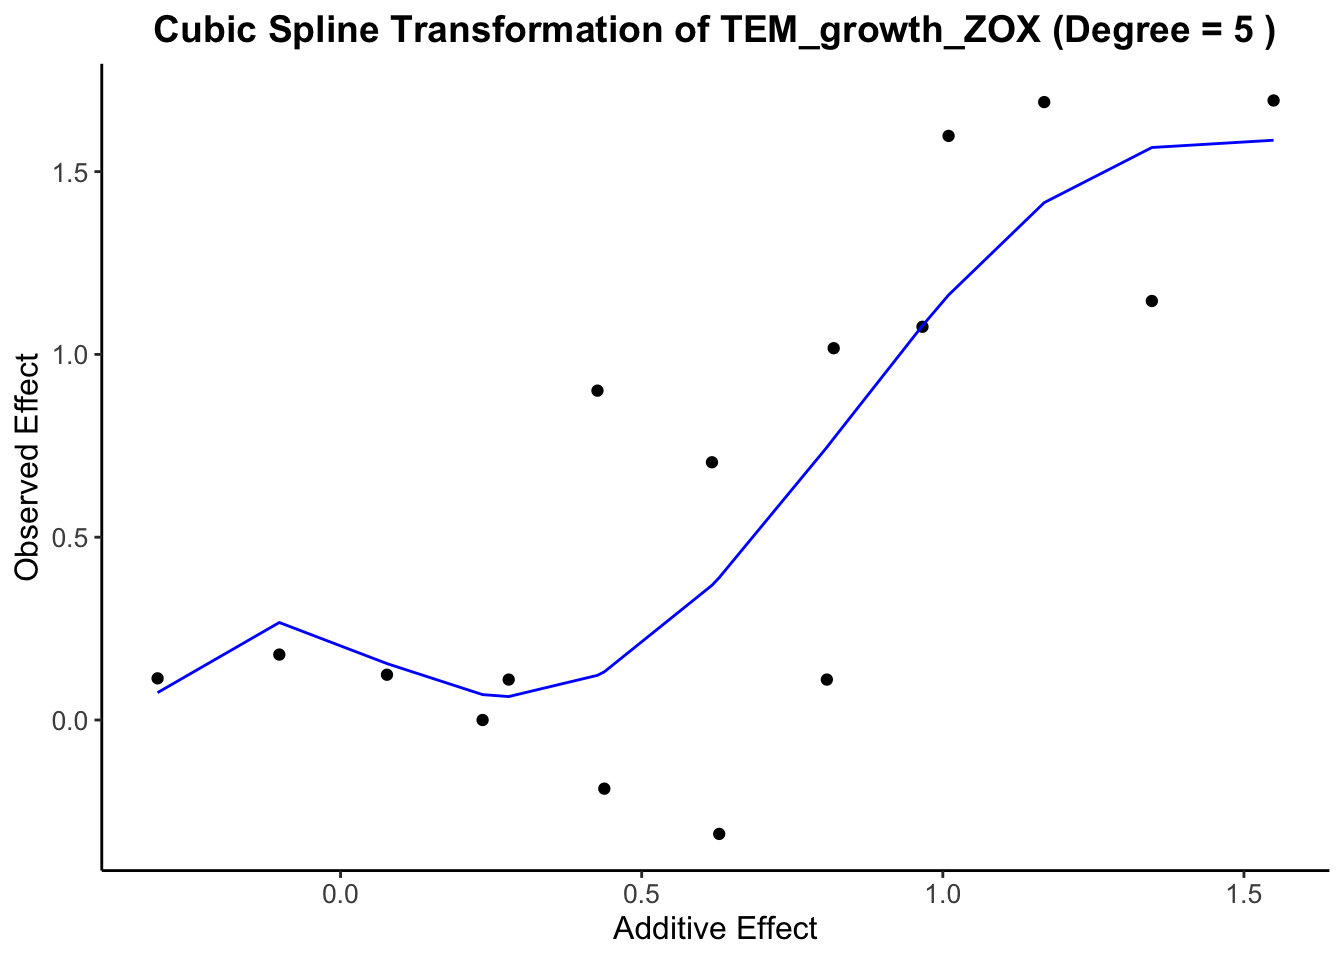 Cubic Spline Transformation of TEM_growth_ZOX (Degree = 5 )
1.5
1.0
0.5
0.0
Observed Effect
0.0 0.5 1.0 1.5
Additive Effect